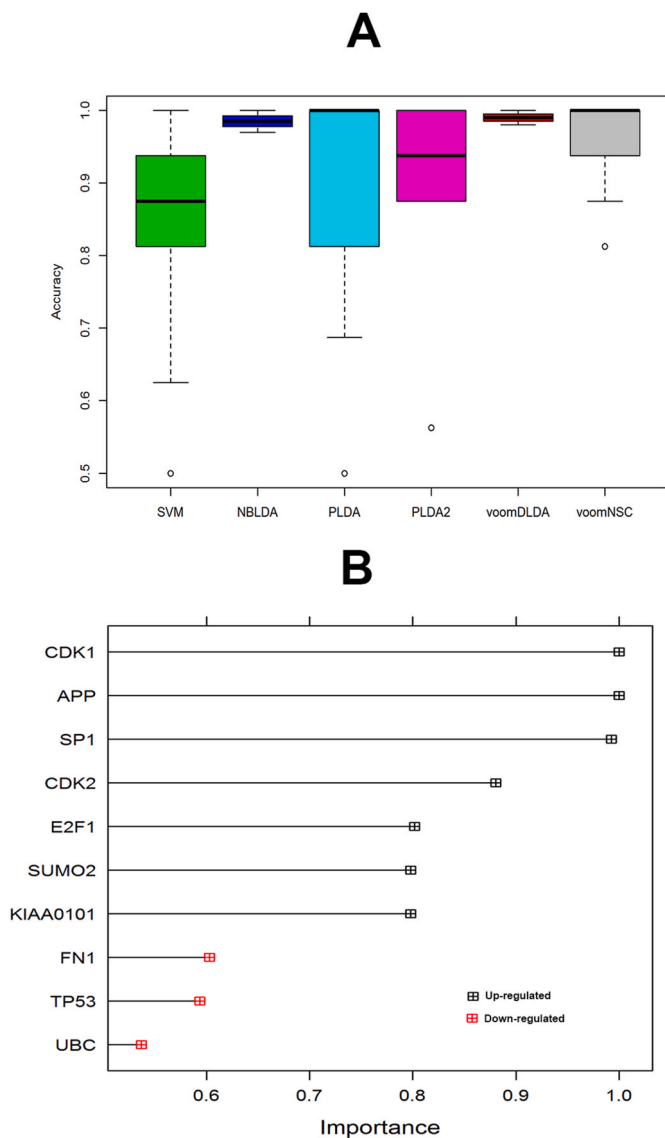 A
Accuracy
1.0
0.9
0.8
0.7
0.6
0.5
SVM NBLDA PLDA PLDA2 voomDLDA voomNSC
B
CDK1
APP
SP1
CDK2
E2F1
SUMO2
KIAA0101
FN1
TP53
UBC
Up-regulated
Down-regulated
0.6 0.7 0.8 0.9 1.0
Importance